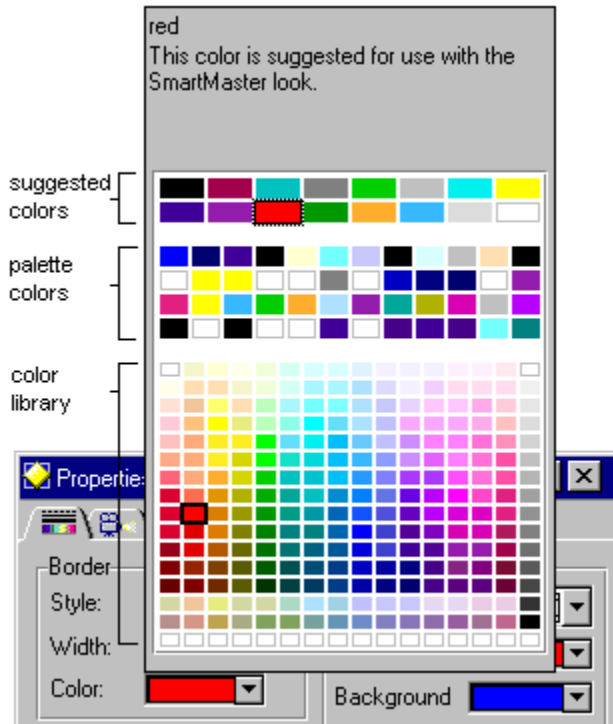 red
This color is suggested for use with the
SmartMaster look.
suggested
colors
palette
colors
color
library
Border
Style:
Width:
Color:
Background